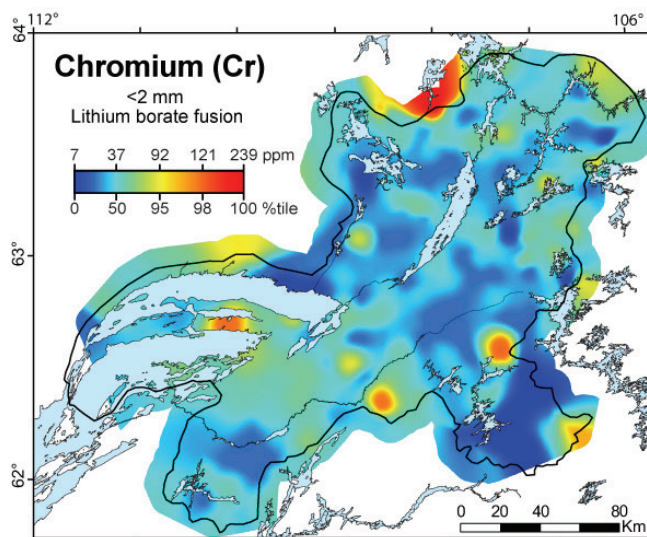 112°
106°
64°
Chromium (Cr)
<2 mm
Lithium borate fusion
7 37 92 121 239 ppm
0 50 95 98 100 %tile
63°
62°
0 20 40 60 80
Km